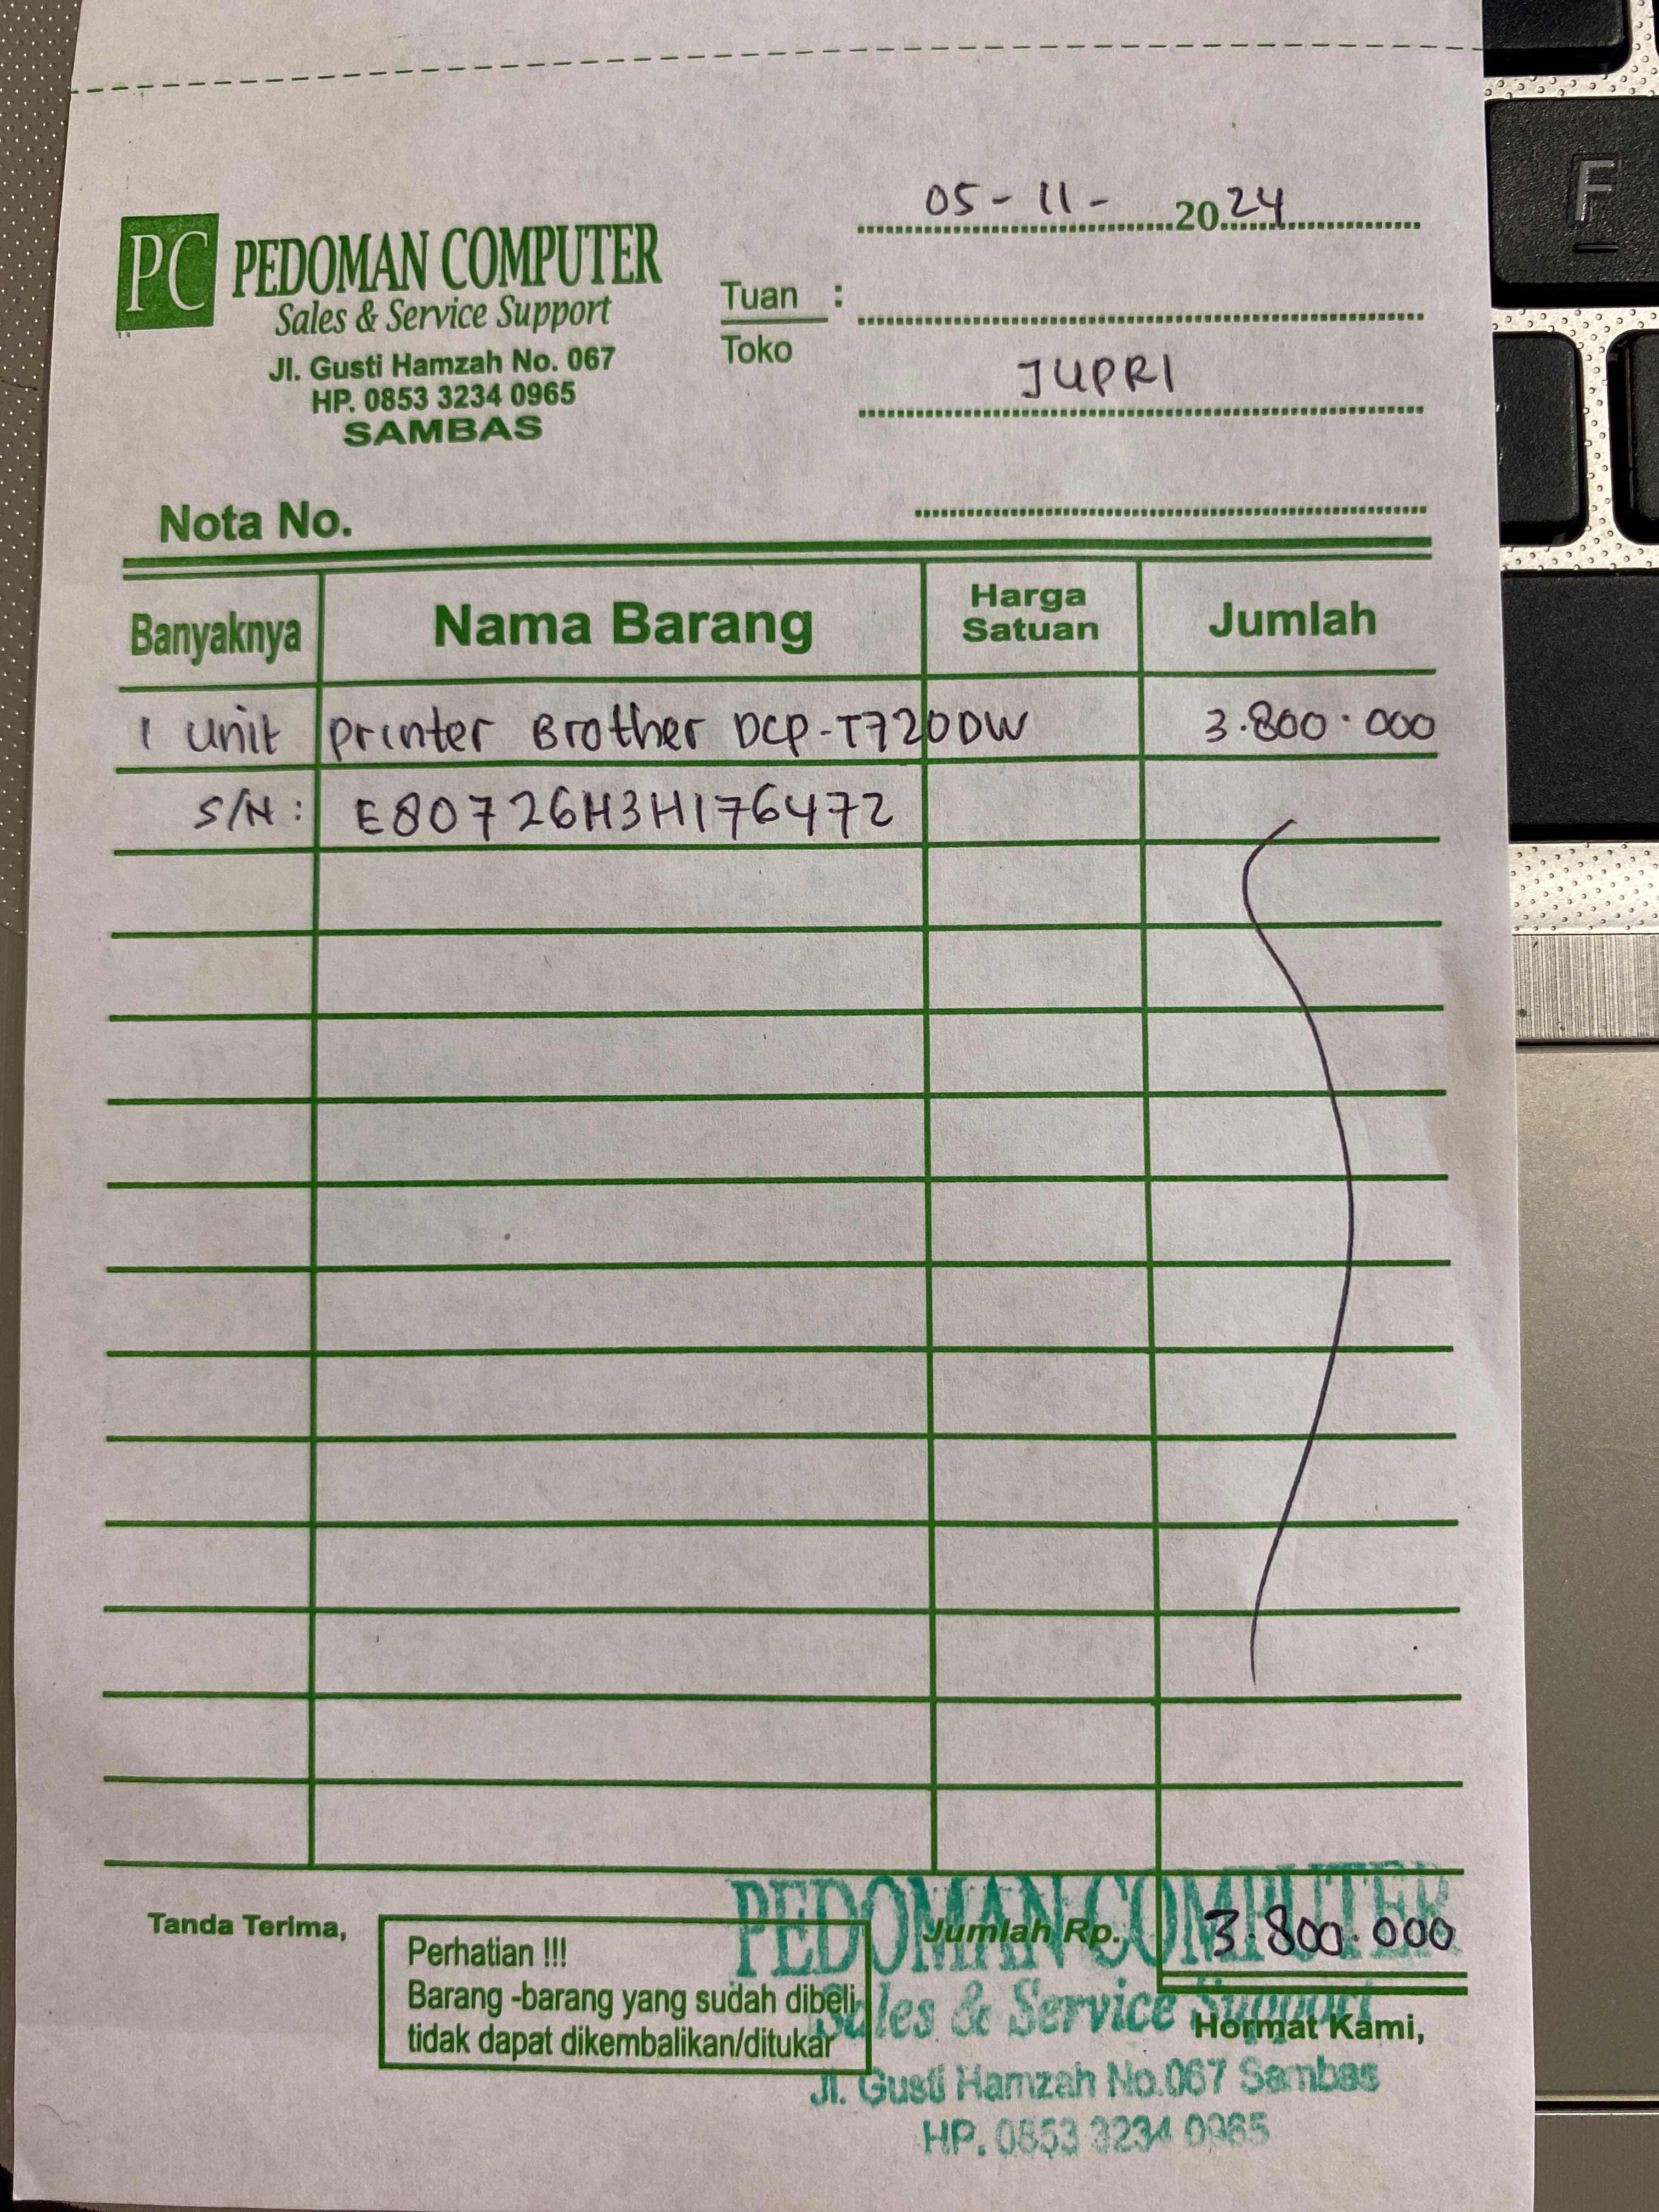 05-11-2024
PC PEDOMAN COMPUTER
Sales & Service Support
Jl. Gusti Hamzah No. 067
HP. 0853 3234 0965
SAMBAS
Tuan :
Toko
JUPRI
Nota No.
Banyaknya Nama Barang Harga Satuan Jumlah
1 Unit Printer Brother DCP-T720DW 3.800.000
S/N: E80726H3H176472
Tanda Terima,
Perhatian !!!
Barang -barang yang sudah dibeli
tidak dapat dikembalikan/ditukar
Jumlah Rp. 3.800.000
Hormat Kami,
PEDOMAN COMPUTER
Sales & Service Support
Jl. Gusti Hamzah No.067 Sambas
HP. 0853 3234 0965
F